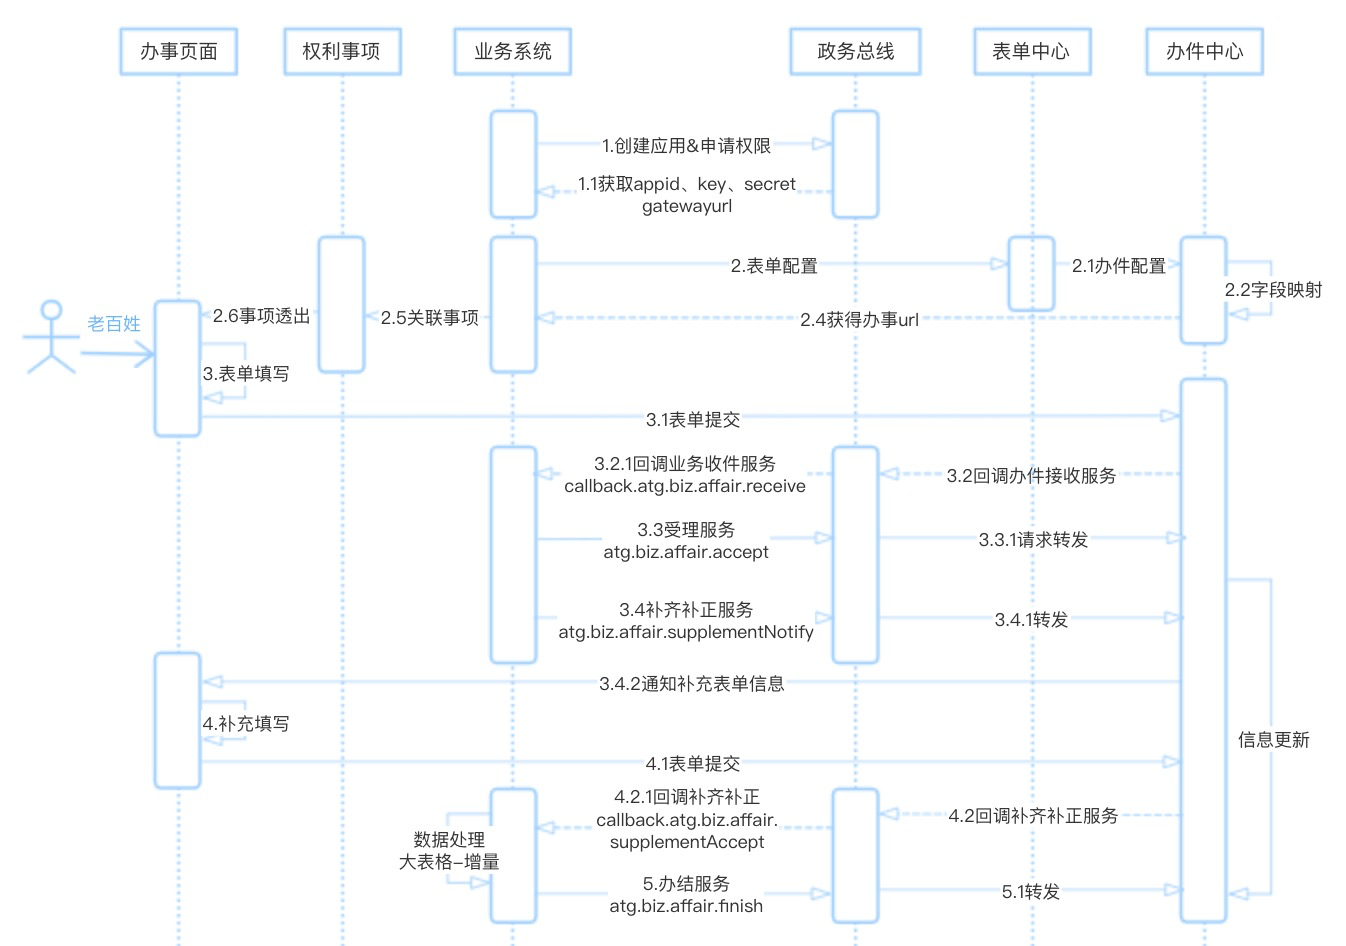 办事页面
权利事项
业务系统
政务总线
表单中心
办件中心
1.创建应用&申请权限
1.1获取appid、key、secret
gatewayurl
2.表单配置
2.1办件配置
2.2字段映射
老百姓
2.6事项透出
2.5关联事项
2.4获得办事url
3.表单填写
3.1表单提交
3.2.1回调业务收件服务
callback.atg.biz.affair.receive
3.2回调办件接收服务
3.3受理服务
atg.biz.affair.accept
3.3.1请求转发
3.4补齐补正服务
atg.biz.affair.supplementNotify
3.4.1转发
3.4.2通知补充表单信息
4.补充填写
信息更新
4.1表单提交
4.2.1回调补齐补正
callback.atg.biz.affair.
supplementAccept
4.2回调补齐补正服务
数据处理
大表格-增量
5.办结服务
atg.biz.affair.finish
5.1转发